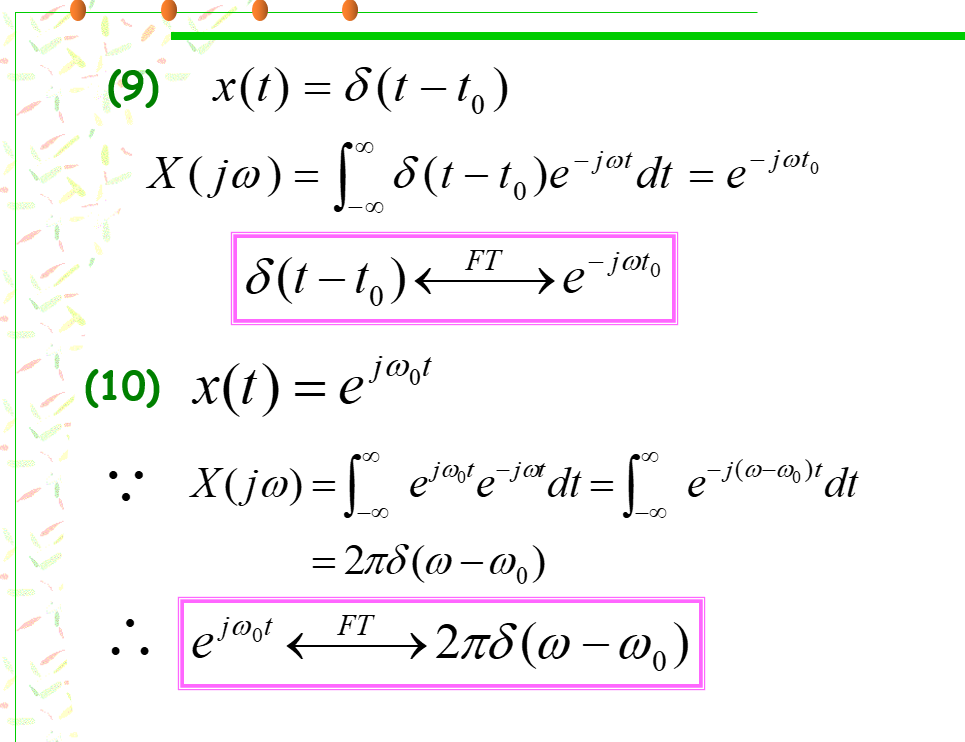 (9) x(t) = δ(t − t₀)
X(jω) = ∫_{−∞}^{∞} δ(t − t₀)e^{−jωt}dt = e^{−jωt₀}
δ(t − t₀) ⟷^{FT} e^{−jωt₀}
(10) x(t) = e^{jω₀t}
∵ X(jω) = ∫_{−∞}^{∞} e^{jω₀t}e^{−jωt}dt = ∫_{−∞}^{∞} e^{−j(ω−ω₀)t}dt
= 2πδ(ω − ω₀)
∴ e^{jω₀t} ⟷^{FT} 2πδ(ω − ω₀)